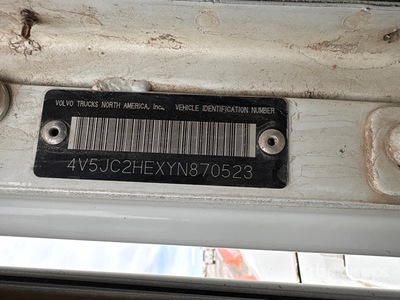 VOLVO TRUCKS NORTH AMERICA, Inc., VEHICLE IDENTIFICATION NUMBER
4V5JC2HEXYN870523